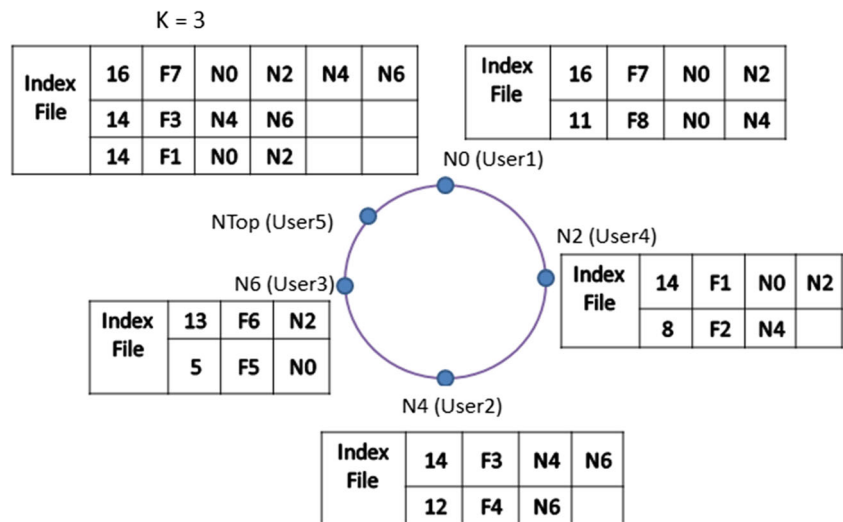 K = 3
Index File 16 F7 N0 N2 N4 N6
14 F3 N4 N6
14 F1 N0 N2
Index File 16 F7 N0 N2
11 F8 N0 N4
N0 (User1)
NTop (User5)
N2 (User4)
Index File 14 F1 N0 N2
8 F2 N4
N6 (User3)
Index File 13 F6 N2
5 F5 N0
N4 (User2)
Index File 14 F3 N4 N6
12 F4 N6